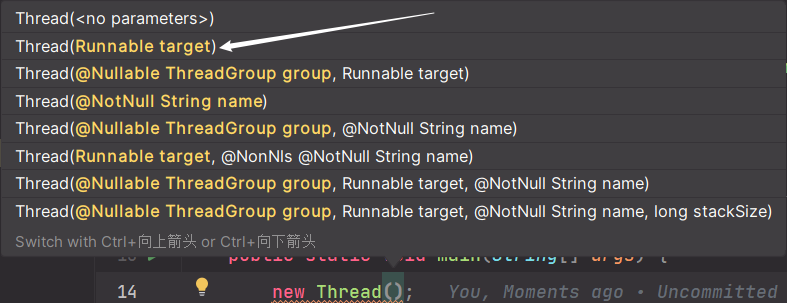 Thread(<no parameters>)
Thread(Runnable target)
Thread(@Nullable ThreadGroup group, Runnable target)
Thread(@NotNull String name)
Thread(@Nullable ThreadGroup group, @NotNull String name)
Thread(Runnable target, @NonNls @NotNull String name)
Thread(@Nullable ThreadGroup group, Runnable target, @NotNull String name)
Thread(@Nullable ThreadGroup group, Runnable target, @NotNull String name, long stackSize)
Switch with Ctrl+向上箭头 or Ctrl+向下箭头
public static void main(String[] args) {
14 new Thread(); You, Moments ago • Uncommitted